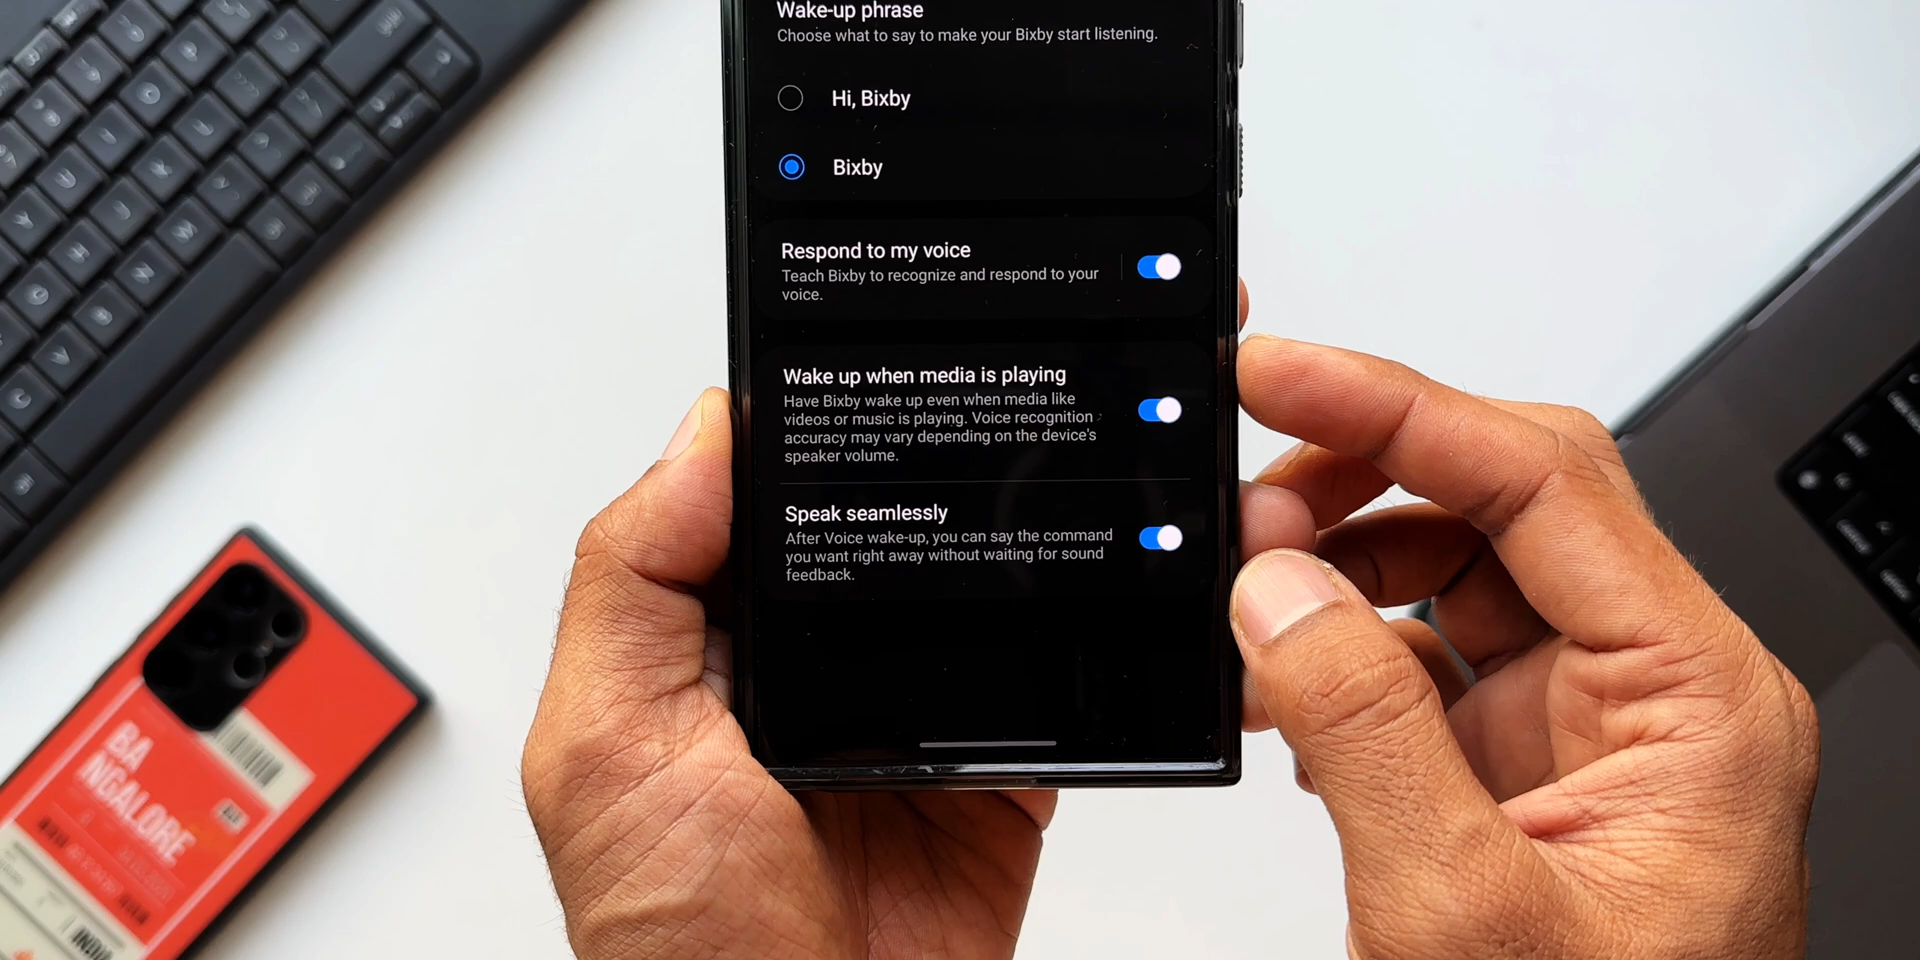 Wake-up phrase
Choose what to say to make your Bixby start listening.
Hi, Bixby
Bixby
Respond to my voice
Teach Bixby to recognize and respond to your
voice.
Wake up when media is playing
Have Bixby wake up even when media like
videos or music is playing. Voice recognition
accuracy may vary depending on the device's
speaker volume.
Speak seamlessly
After Voice wake-up, you can say the command
you want right away without waiting for sound
feedback.
BA
NGALORE
INDIA